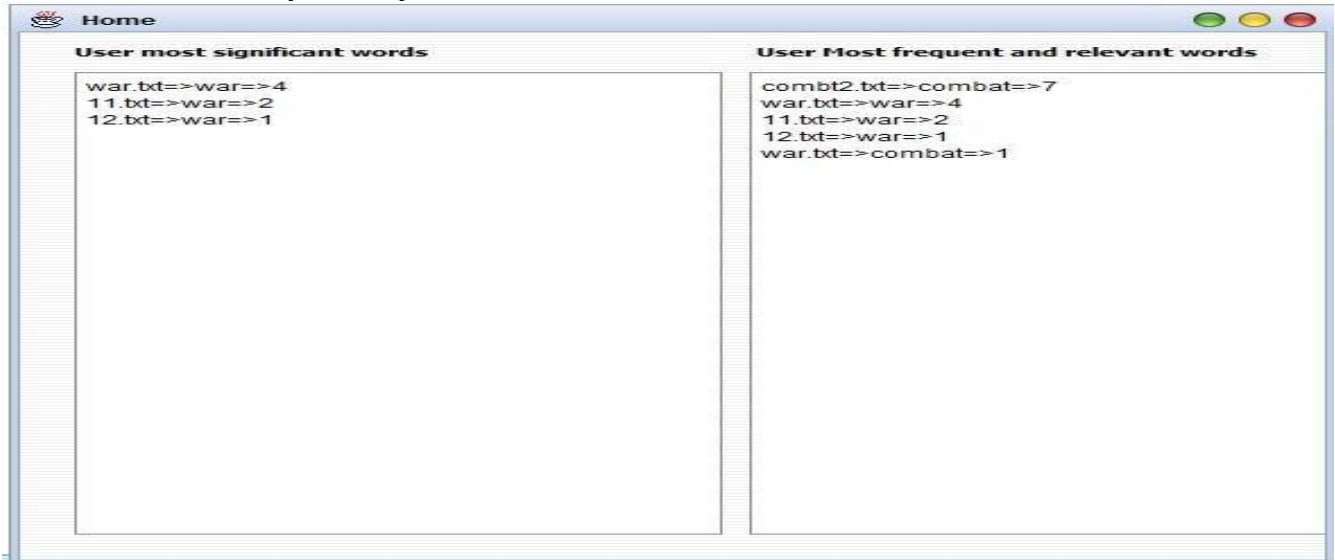 Home
User most significant words
war.txt=>war=>4
11.txt=>war=>2
12.txt=>war=>1
User Most frequent and relevant words
combt2.txt=>combat=>7
war.txt=>war=>4
11.txt=>war=>2
12.txt=>war=>1
war.txt=>combat=>1